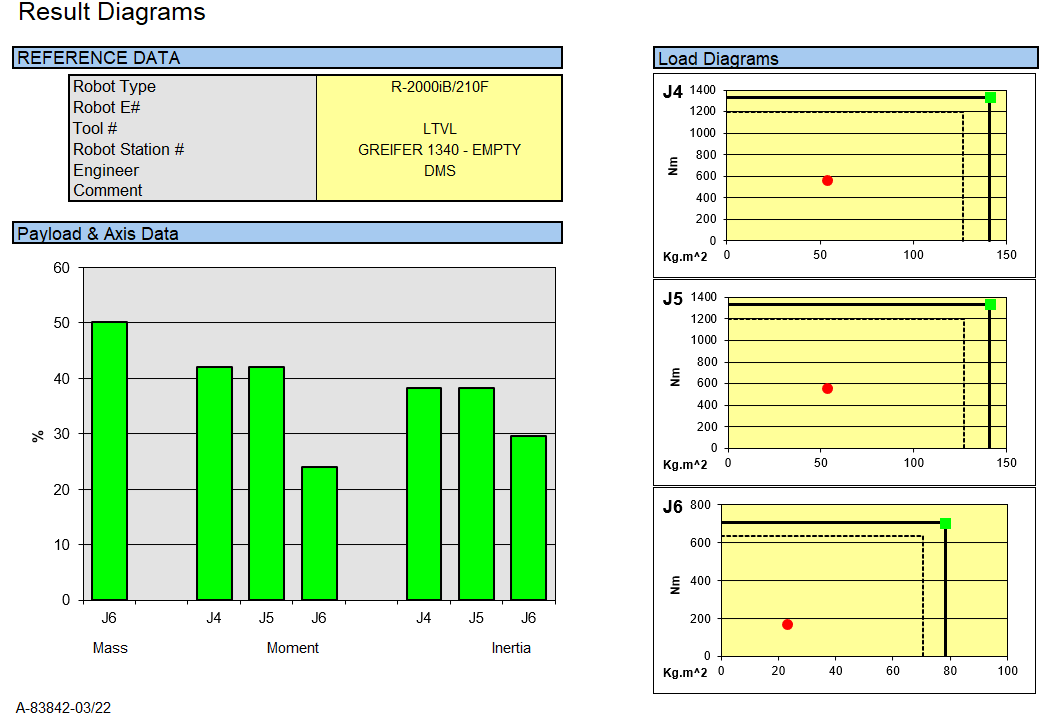 Result Diagrams
REFERENCE DATA
Robot Type R-2000iB/210F
Robot E#
Tool # LTVL
Robot Station # GREIFER 1340 - EMPTY
Engineer DMS
Comment
Payload & Axis Data
60
50
40
30
20
10
0
%
J6 J4 J5 J6 J4 J5 J6
Mass Moment Inertia
Load Diagrams
J4
1400
1200
1000
800
600
400
200
0
Nm
Kg.m^2 0 50 100 150
J5
1400
1200
1000
800
600
400
200
0
Nm
Kg.m^2 0 50 100 150
J6
800
600
400
200
0
Nm
Kg.m^2 0 20 40 60 80 100
A-83842-03/22